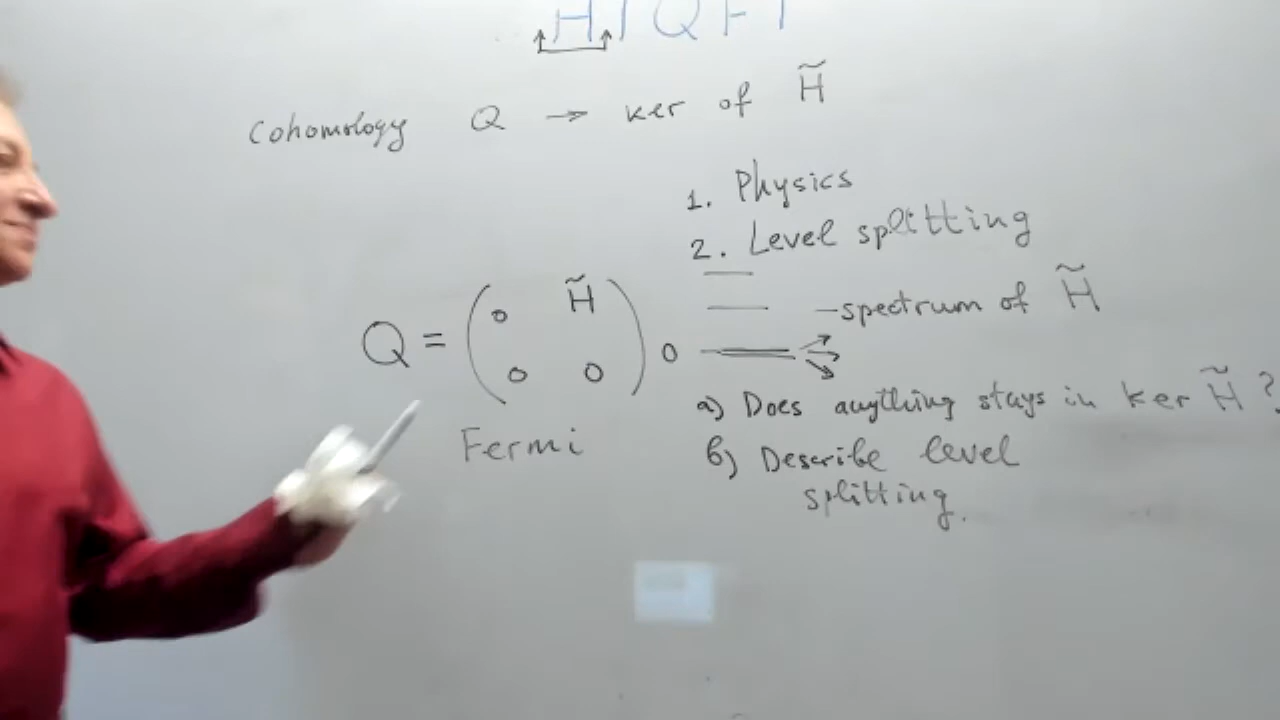 HTQFT
Cohomology Q → ker of H̃
1. Physics
2. Level splitting
Q = ( 0 H̃
0 0 )
0
— spectrum of H̃
a) Does anything stays in ker H̃ ?
Fermi
b) Describe level
splitting.